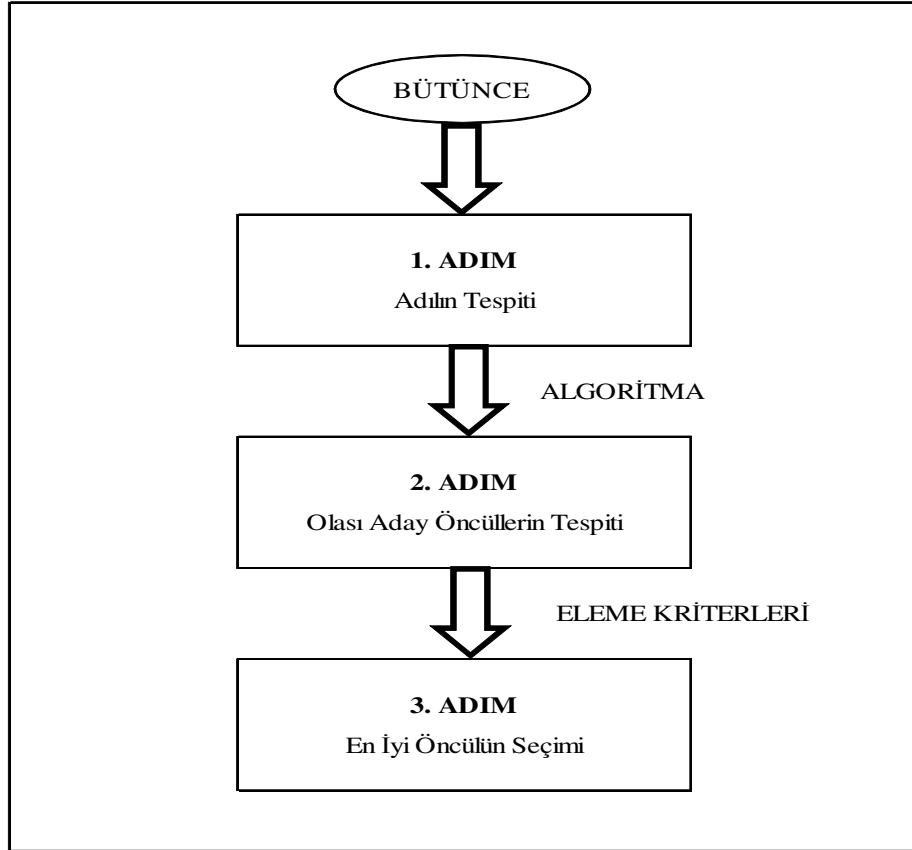 BÜTÜNCE
1. ADIM
Adılın Tespiti
ALGORİTMA
2. ADIM
Olası Aday Öncüllerin Tespiti
ELEME KRİTERLERİ
3. ADIM
En İyi Öncülün Seçimi